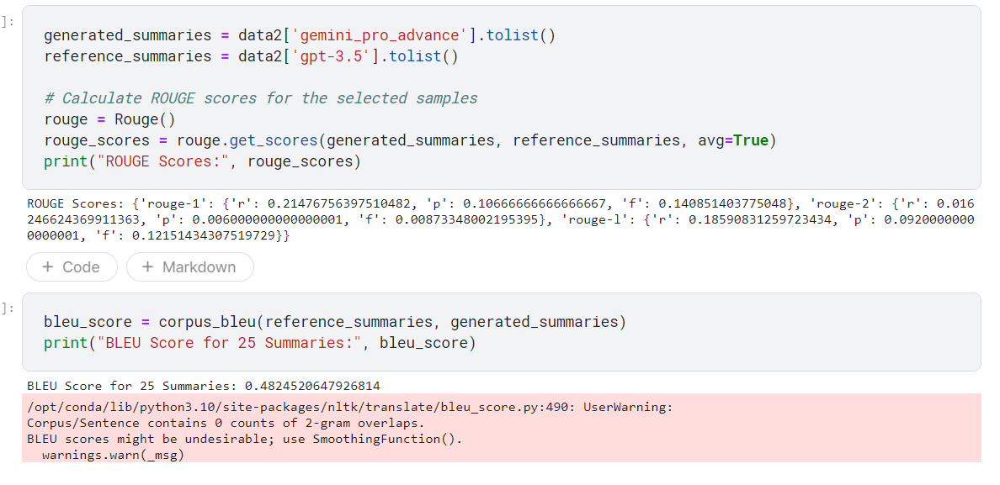 ]:
generated_summaries = data2['gemini_pro_advance'].tolist()
reference_summaries = data2['gpt-3.5'].tolist()
# Calculate ROUGE scores for the selected samples
rouge = Rouge()
rouge_scores = rouge.get_scores(generated_summaries, reference_summaries, avg=True)
print("ROUGE Scores:", rouge_scores)
ROUGE Scores: {'rouge-1': {'r': 0.21476756397510482, 'p': 0.10666666666666667, 'f': 0.140851403775048}, 'rouge-2': {'r': 0.016
246624369911363, 'p': 0.006000000000000001, 'f': 0.00873348002195395}, 'rouge-l': {'r': 0.18590831259723434, 'p': 0.0920000000
0000001, 'f': 0.12151434307519729}}
+ Code + Markdown
]:
bleu_score = corpus_bleu(reference_summaries, generated_summaries)
print("BLEU Score for 25 Summaries:", bleu_score)
BLEU Score for 25 Summaries: 0.4824520647926814
/opt/conda/lib/python3.10/site-packages/nltk/translate/bleu_score.py:490: UserWarning:
Corpus/Sentence contains 0 counts of 2-gram overlaps.
BLEU scores might be undesirable; use SmoothingFunction().
  warnings.warn(_msg)